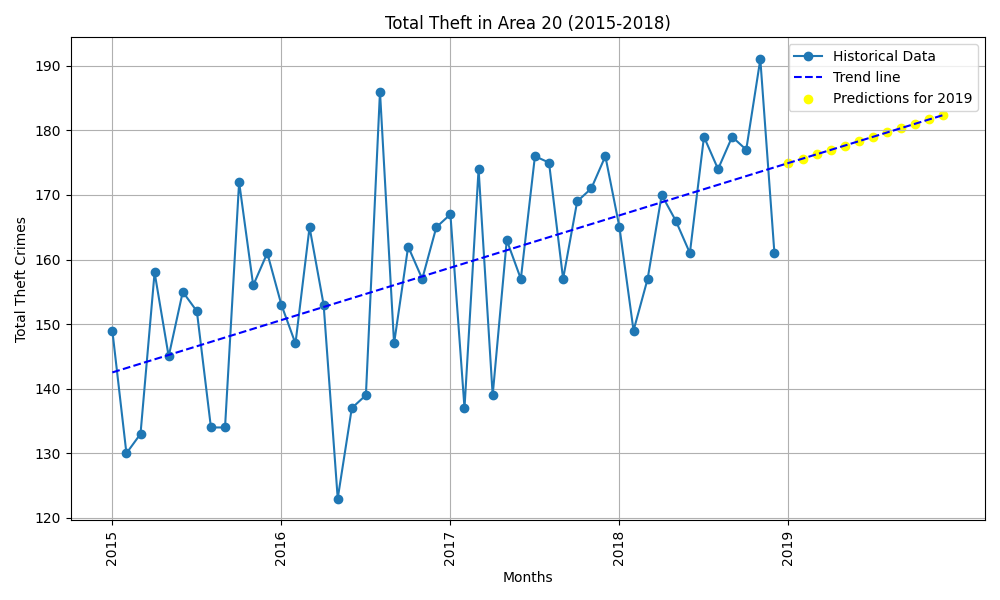 Total Theft in Area 20 (2015-2018)
Historical Data
Trend line
Predictions for 2019
Total Theft Crimes
190
180
170
160
150
140
130
120
2015
2016
2017
2018
2019
Months